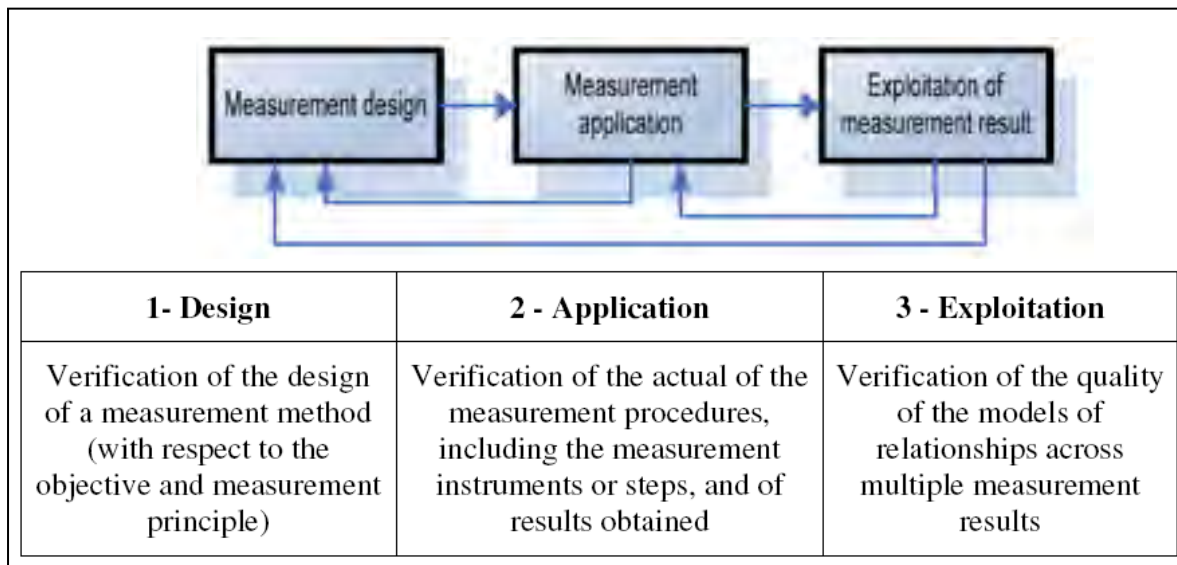 Measurement design
Measurement
application
Exploitation of
measurement result
1- Design
2 - Application
3 - Exploitation
Verification of the design
of a measurement method
(with respect to the
objective and measurement
principle)
Verification of the actual of the
measurement procedures,
including the measurement
instruments or steps, and of
results obtained
Verification of the quality
of the models of
relationships across
multiple measurement
results